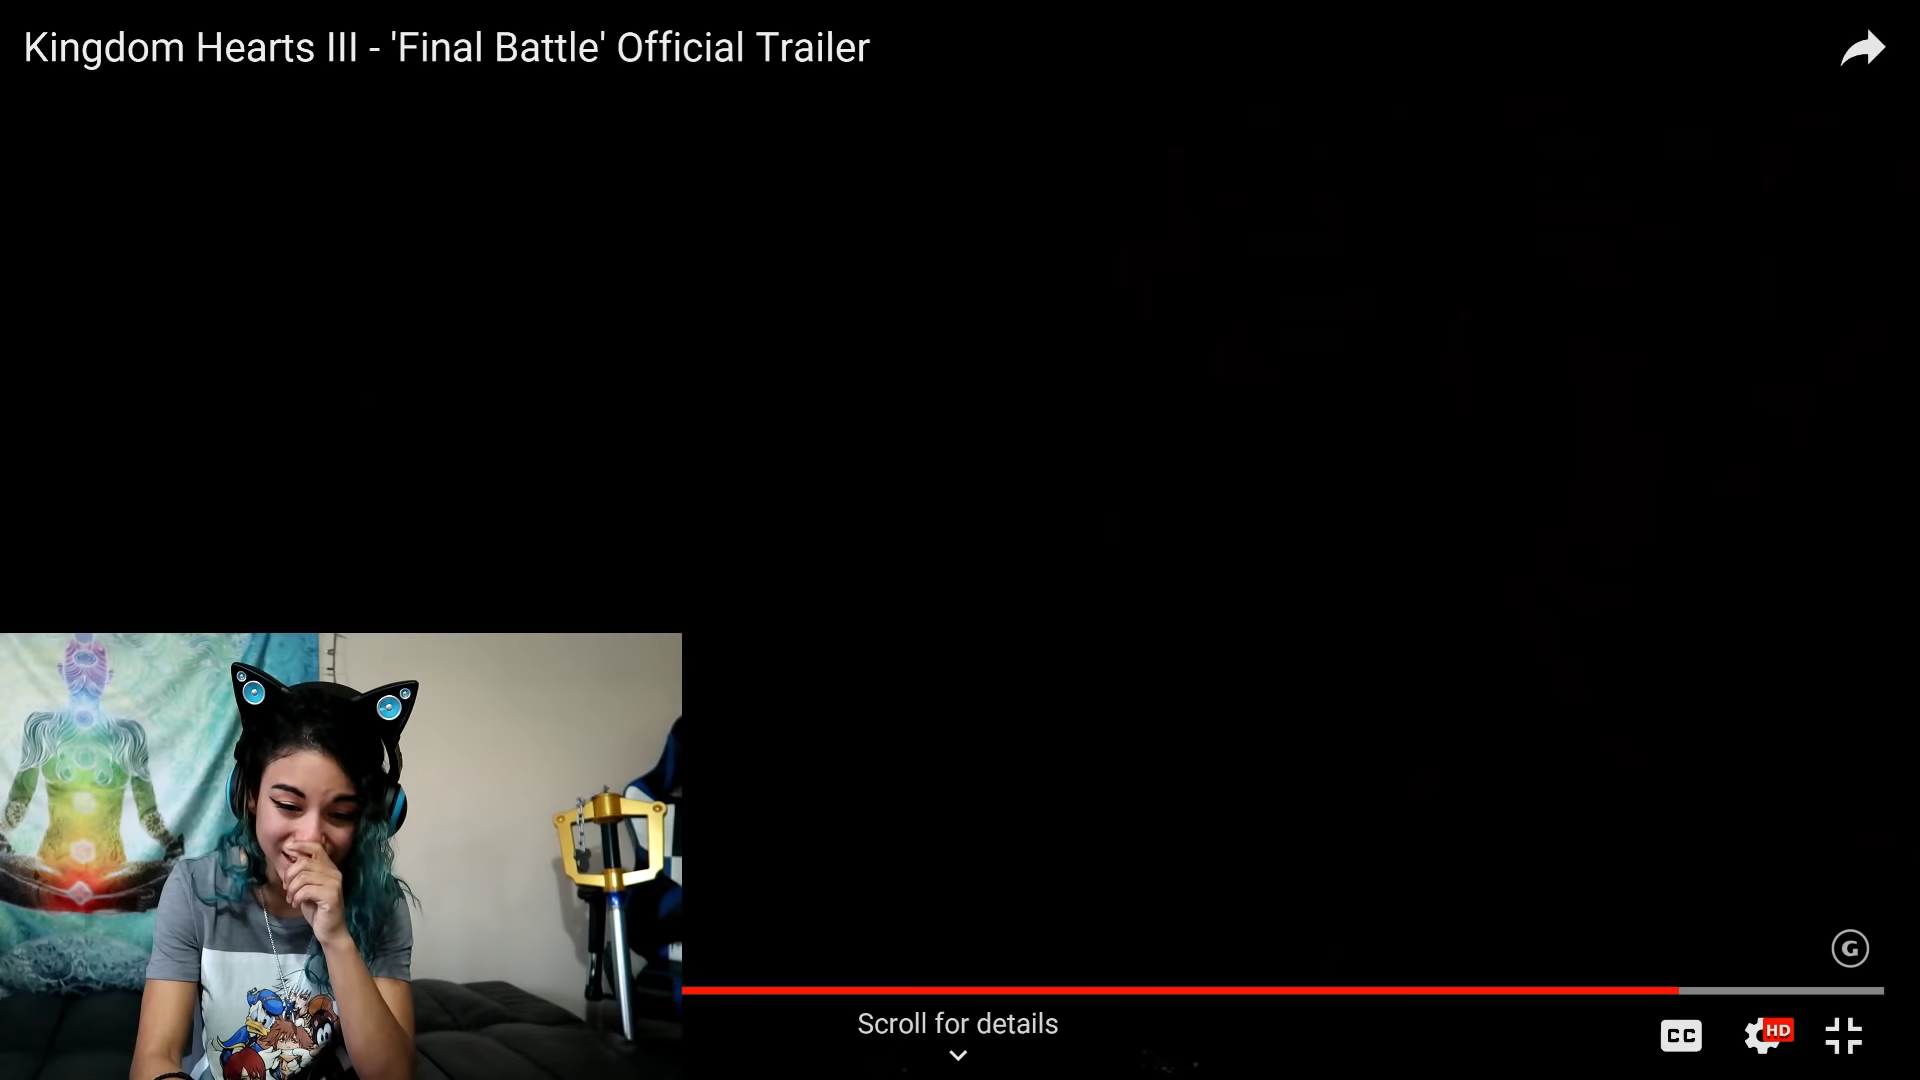 Kingdom Hearts III - 'Final Battle' Official Trailer
G
Scroll for details
CC
HD